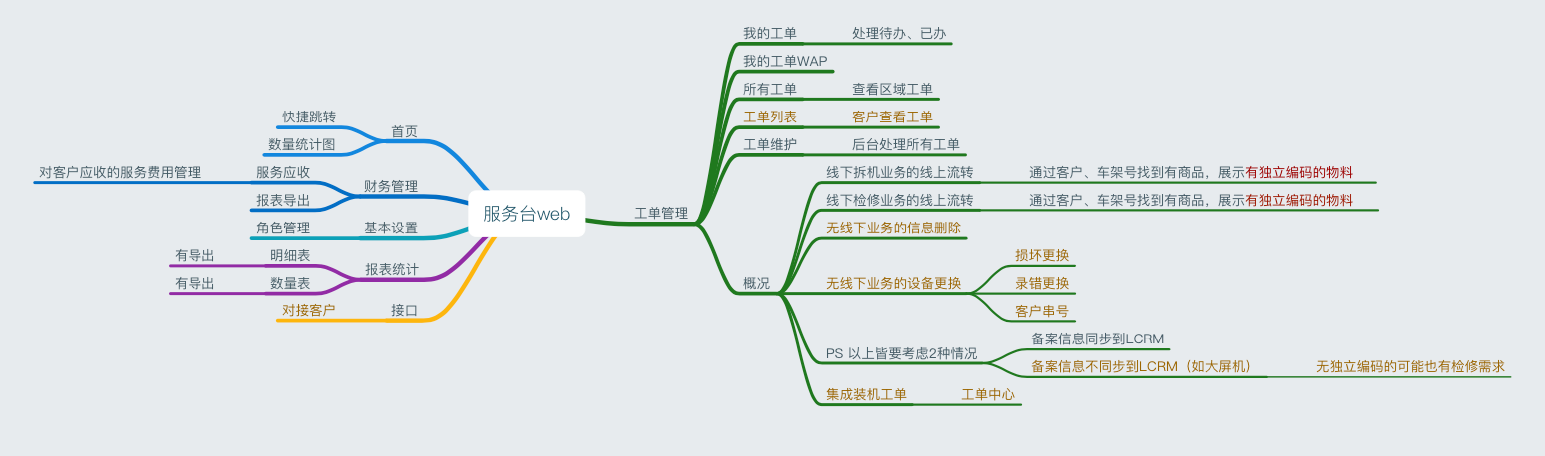 服务台web
首页
快捷跳转
数量统计图
财务管理
服务应收
对客户应收的服务费用管理
报表导出
基本设置
角色管理
报表统计
明细表
有导出
数量表
有导出
接口
对接客户
工单管理
我的工单
处理待办、已办
我的工单WAP
所有工单
查看区域工单
工单列表
客户查看工单
工单维护
后台处理所有工单
概况
线下拆机业务的线上流转
通过客户、车架号找到有商品，展示有独立编码的物料
线下检修业务的线上流转
通过客户、车架号找到有商品，展示有独立编码的物料
无线下业务的信息删除
无线下业务的设备更换
损坏更换
录错更换
客户串号
PS 以上皆要考虑2种情况
备案信息同步到LCRM
备案信息不同步到LCRM（如大屏机）
无独立编码的可能也有检修需求
集成装机工单
工单中心